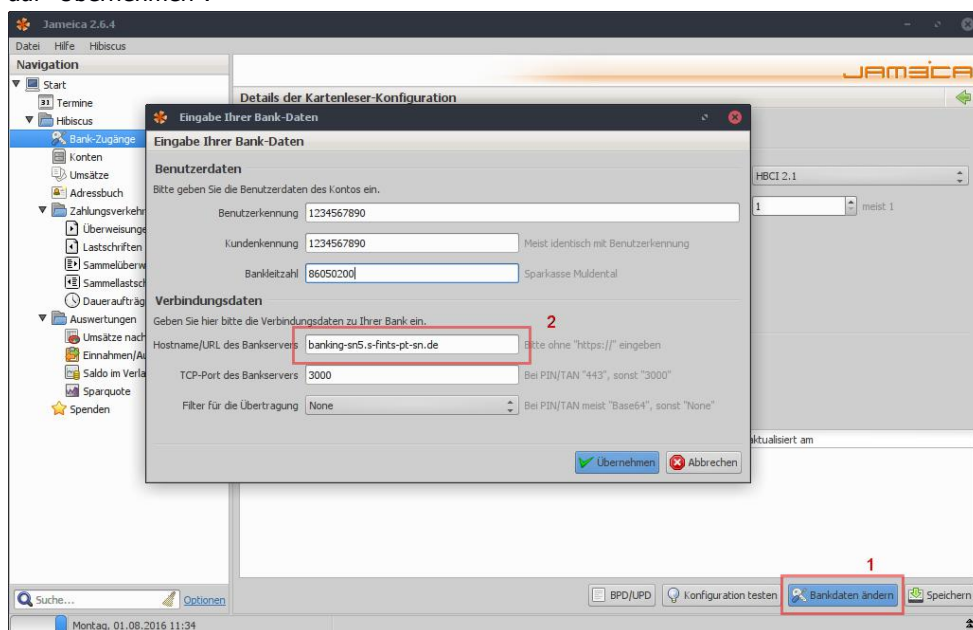 auf "Übernehmen".
Jameica 2.6.4
Datei Hilfe Hibiscus
Navigation
Start
31 Termine
Hibiscus
Bank-Zugänge
Konten
Umsätze
Adressbuch
Zahlungsverkehr
Überweisunge
Lastschriften
Sammelüberw
Sammellastsch
Daueraufträg
Auswertungen
Umsätze nach
Einnahmen/Au
Saldo im Verla
Sparquote
Spenden
Suche...
Optionen
JAMEICA
Details der Kartenleser-Konfiguration
HBCI 2.1
1 meist 1
aktualisiert am
Eingabe Ihrer Bank-Daten
Eingabe Ihrer Bank-Daten
Benutzerdaten
Bitte geben Sie die Benutzerdaten des Kontos ein.
Benutzerkennung 1234567890
Kundenkennung 1234567890 Meist identisch mit Benutzerkennung
Bankleitzahl 86050200 Sparkasse Muldental
Verbindungsdaten
Geben Sie hier bitte die Verbindungsdaten zu Ihrer Bank ein.
2
Hostname/URL des Bankservers banking-sn5.s-fints-pt-sn.de Bitte ohne "https://" eingeben
TCP-Port des Bankservers 3000 Bei PIN/TAN "443", sonst "3000"
Filter für die Übertragung None Bei PIN/TAN meist "Base64", sonst "None"
Übernehmen Abbrechen
1
BPD/UPD Konfiguration testen Bankdaten ändern Speichern
Montag, 01.08.2016 11:34